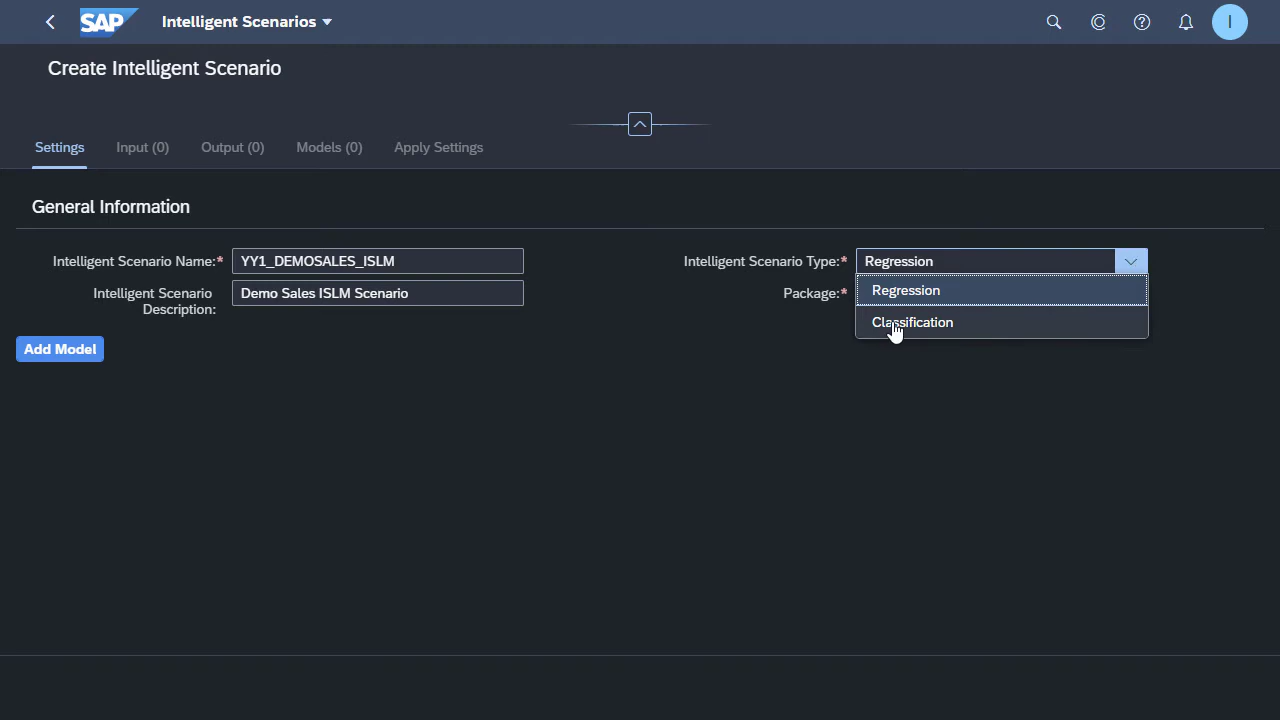 SAP Intelligent Scenarios
I
Create Intelligent Scenario
Settings Input (0) Output (0) Models (0) Apply Settings
General Information
Intelligent Scenario Name:* YY1_DEMOSALES_ISLM
Intelligent Scenario Type:* Regression
Intelligent Scenario
Description:
Demo Sales ISLM Scenario
Package:*
Regression
Classification
Add Model